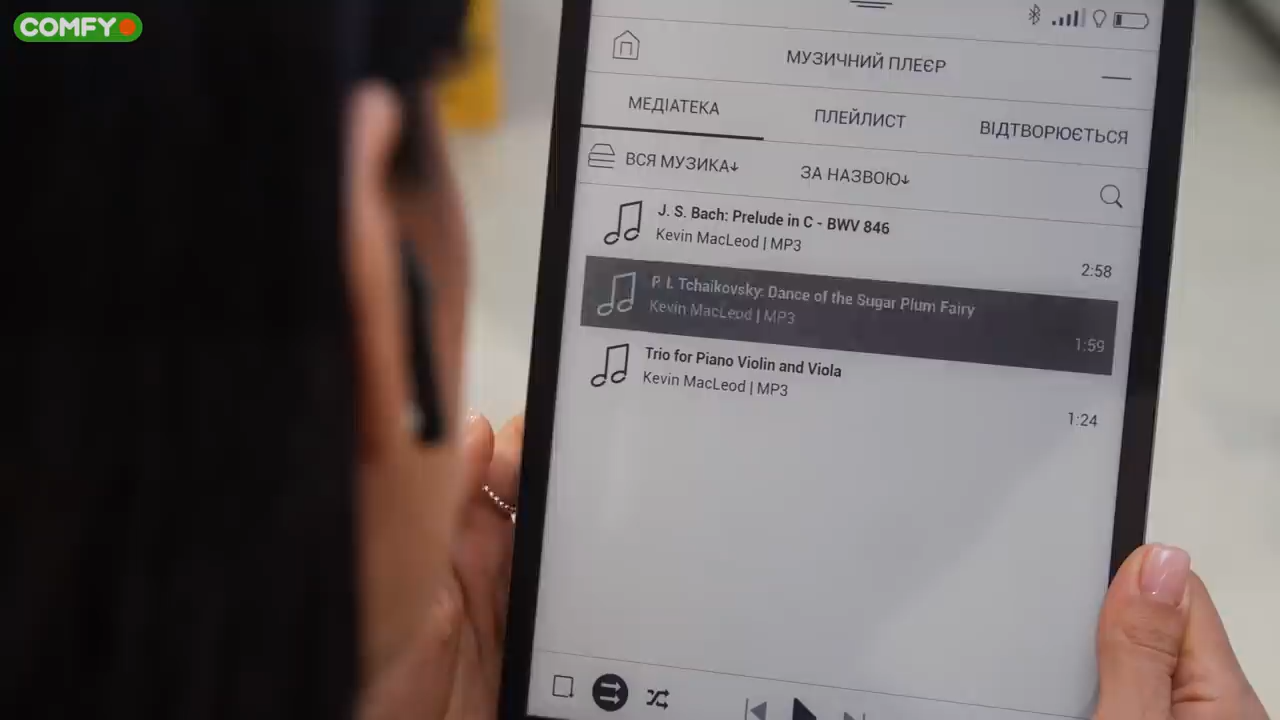 COMFY
МУЗИЧНИЙ ПЛЕЄР
МЕДІАТЕКА ПЛЕЙЛИСТ ВІДТВОРЮЄТЬСЯ
ВСЯ МУЗИКА↓ ЗА НАЗВОЮ↓
J. S. Bach: Prelude in C - BWV 846
Kevin MacLeod | MP3
2:58
P. I. Tchaikovsky: Dance of the Sugar Plum Fairy
Kevin MacLeod | MP3
1:59
Trio for Piano Violin and Viola
Kevin MacLeod | MP3
1:24